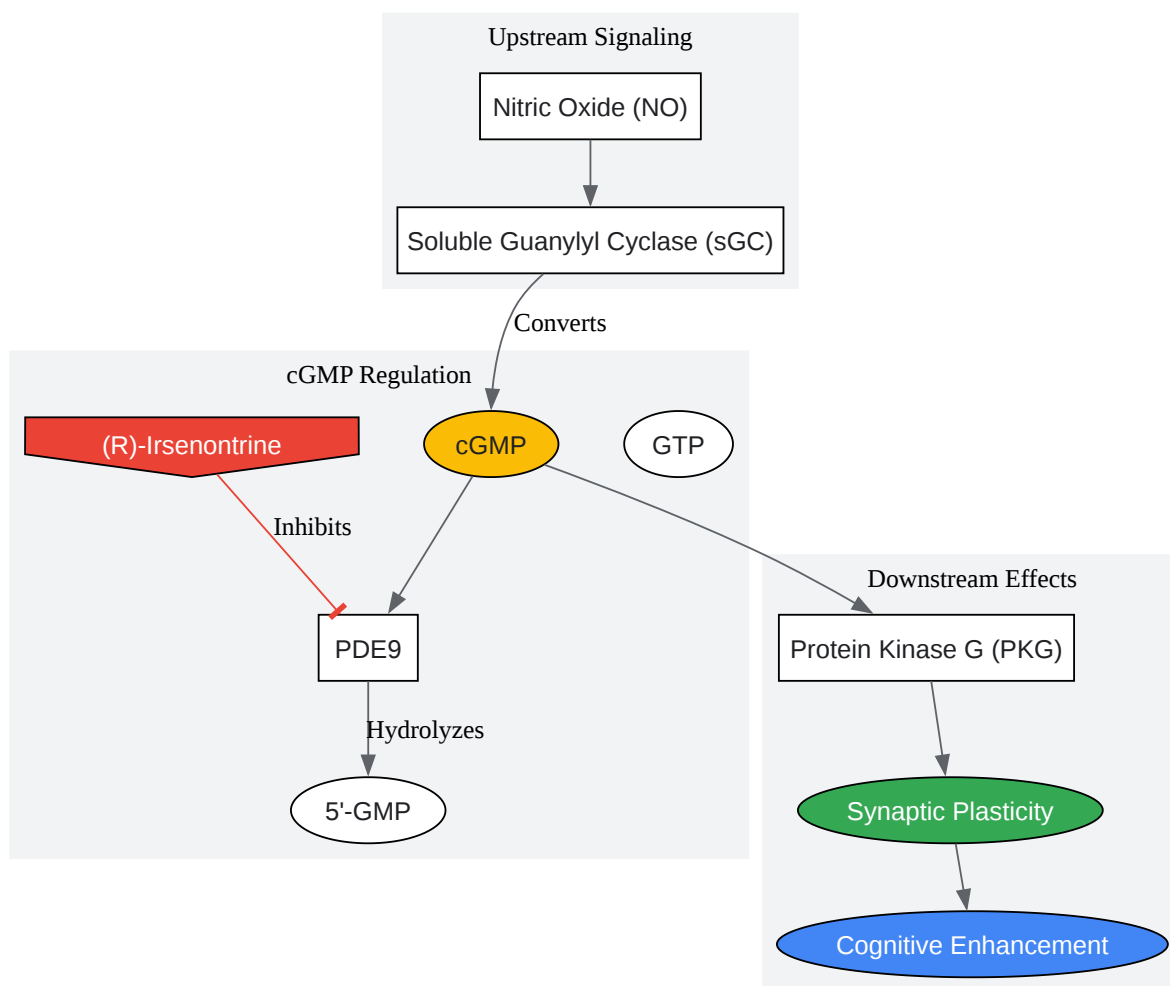 Upstream Signaling
Nitric Oxide (NO)
Soluble Guanylyl Cyclase (sGC)
Converts
cGMP Regulation
(R)-Irsenontrine
cGMP
GTP
Inhibits
PDE9
Hydrolyzes
5'-GMP
Downstream Effects
Protein Kinase G (PKG)
Synaptic Plasticity
Cognitive Enhancement